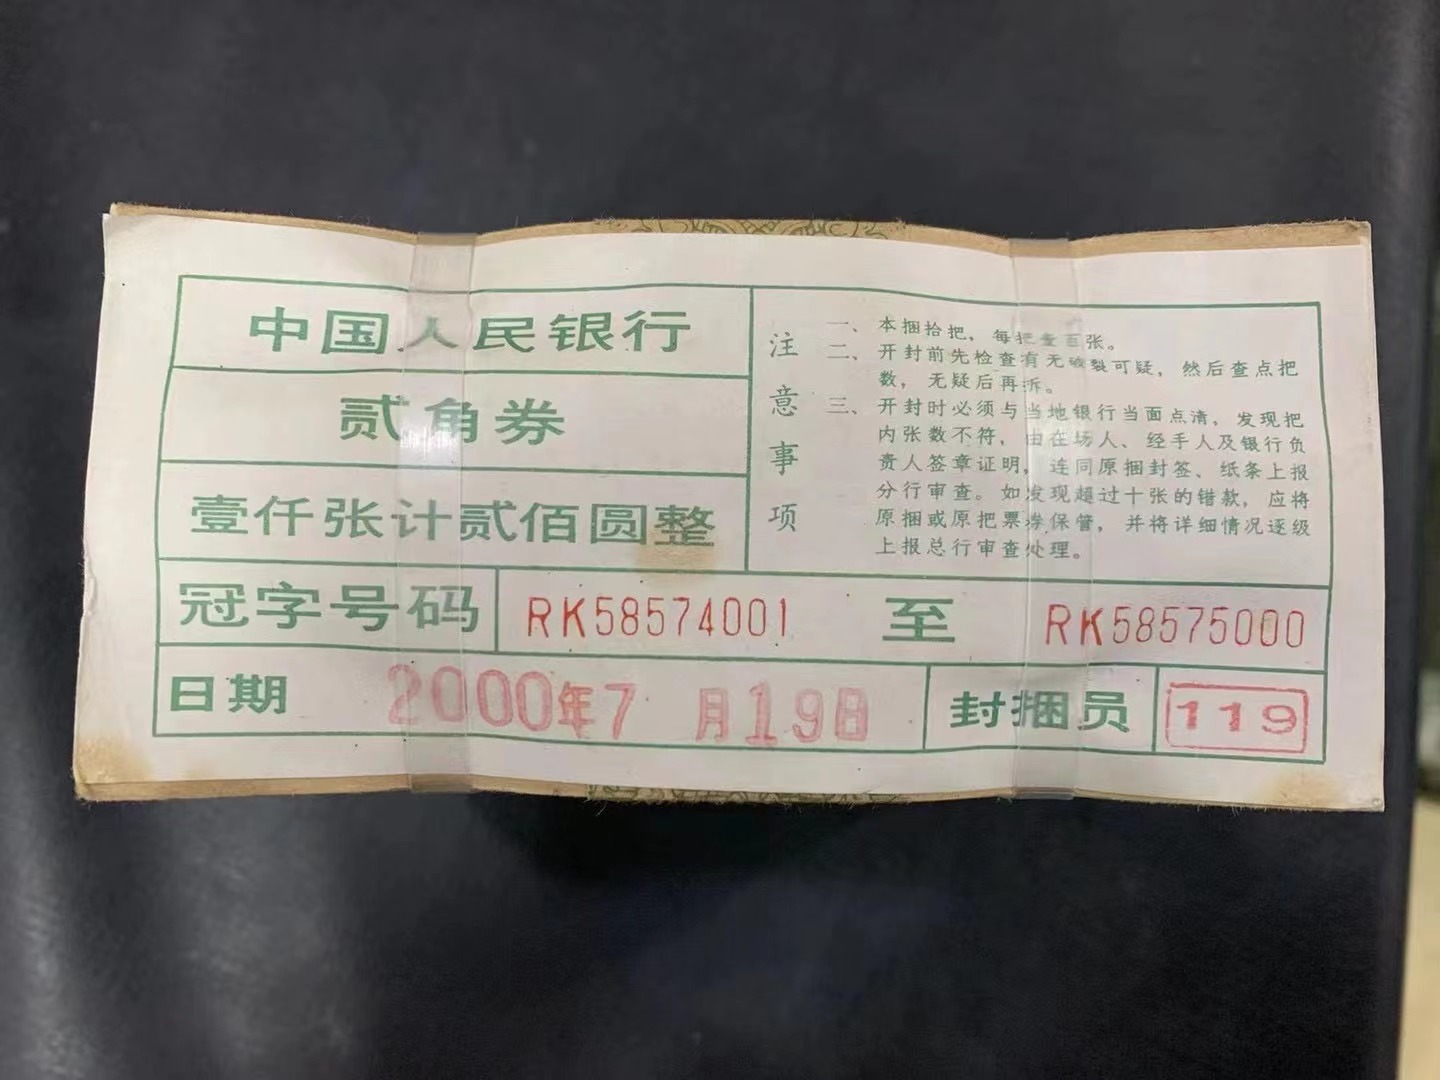 中国人民银行
贰角券
壹仟张计贰佰圆整
注意事项
一、本捆拾把，每把壹百张。
二、开封前先检查有无破裂可疑，然后查点把
数，无疑后再拆。
三、开封时必须与当地银行当面点清，发现把
内张数不符，由在场人、经手人及银行负
责人签章证明，连同原捆封签、纸条上报
分行审查。如发现超过十张的错款，应将
原捆或原把票券保管，并将详细情况逐级
上报总行审查处理。
冠字号码 RK58574001 至 RK58575000
日期 2000年7月19日 封捆员 119